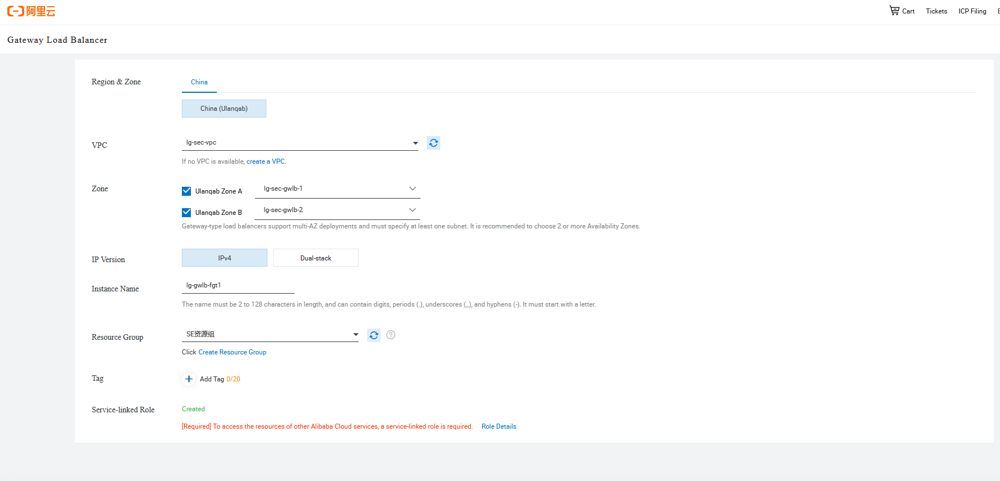 阿里云
Cart Tickets ICP Filing
Gateway Load Balancer
Region & Zone China
China (Ulanqab)
VPC lg-sec-vpc
If no VPC is available, create a VPC.
Zone Ulanqab Zone A lg-sec-gwlb-1
Ulanqab Zone B lg-sec-gwlb-2
Gateway-type load balancers support multi-AZ deployments and must specify at least one subnet. It is recommended to choose 2 or more Availability Zones.
IP Version IPv4 Dual-stack
Instance Name lg-gwlb-fgt1
The name must be 2 to 128 characters in length, and can contain digits, periods (.), underscores (_), and hyphens (-). It must start with a letter.
Resource Group SE资源组
Click Create Resource Group
Tag Add Tag 0/20
Service-linked Role Created
[Required] To access the resources of other Alibaba Cloud services, a service-linked role is required. Role Details